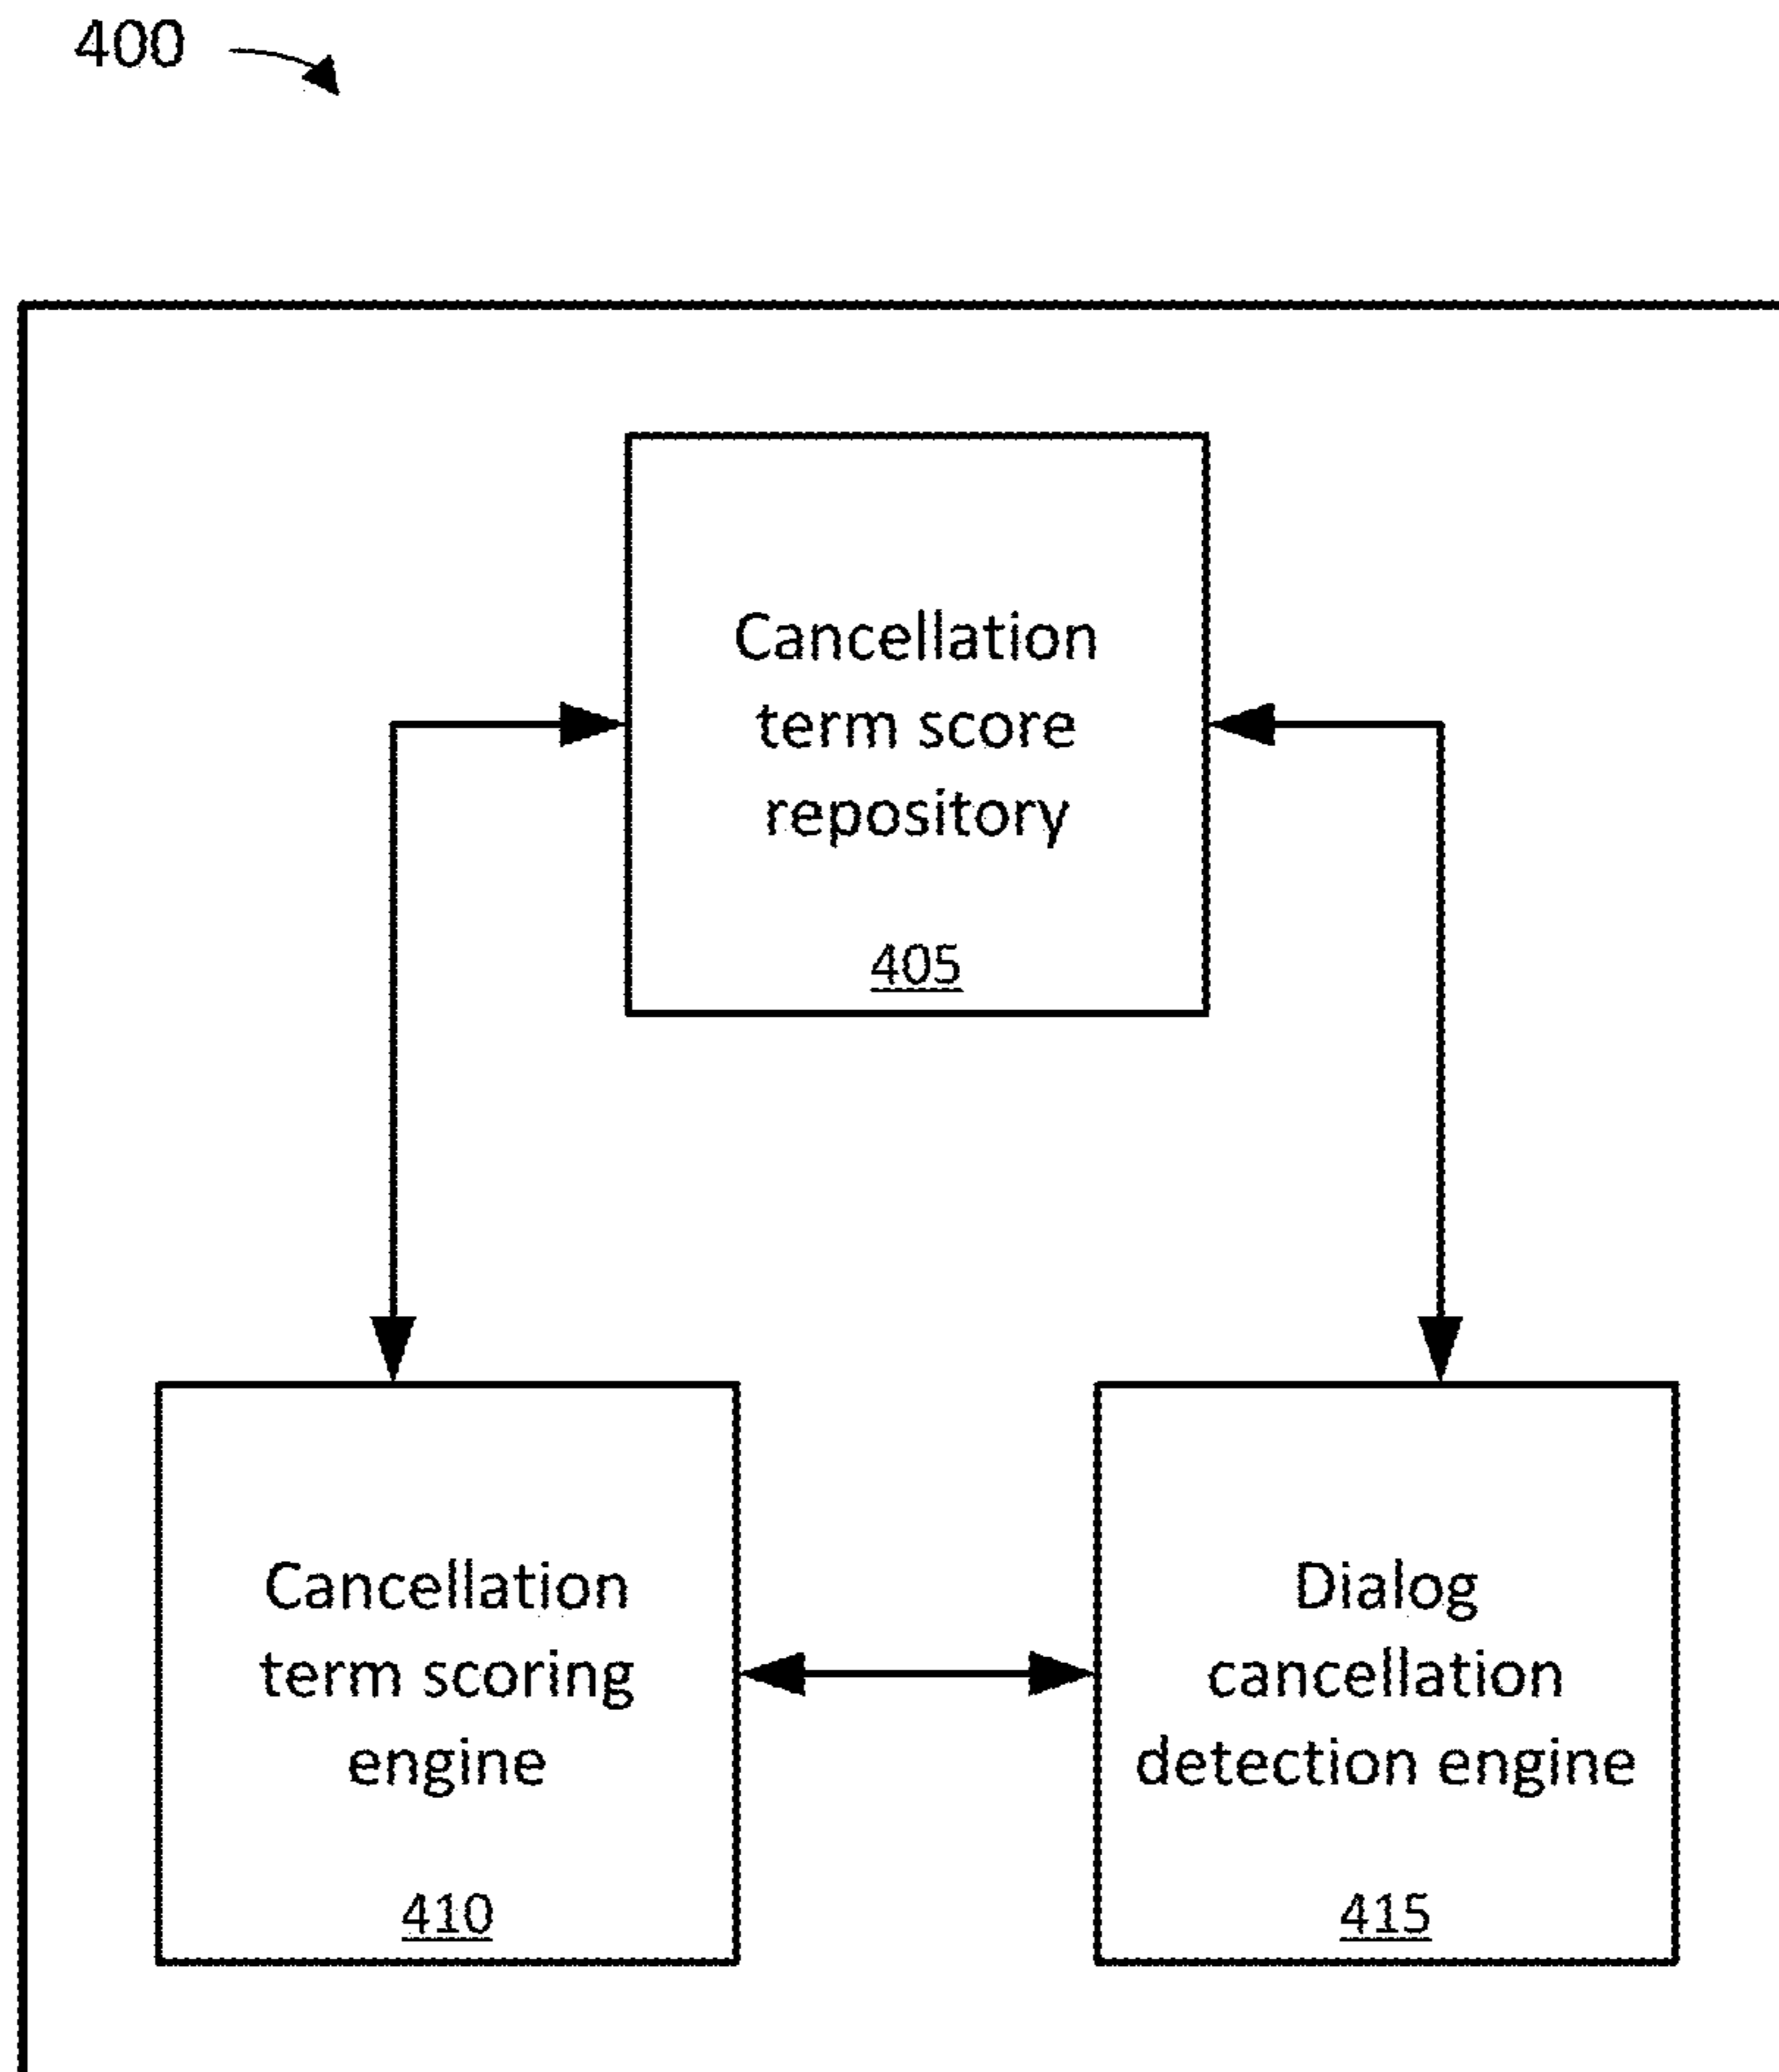 400
Cancellation
term score
repository
405
Cancellation
term scoring
engine
410
Dialog
cancellation
detection engine
415